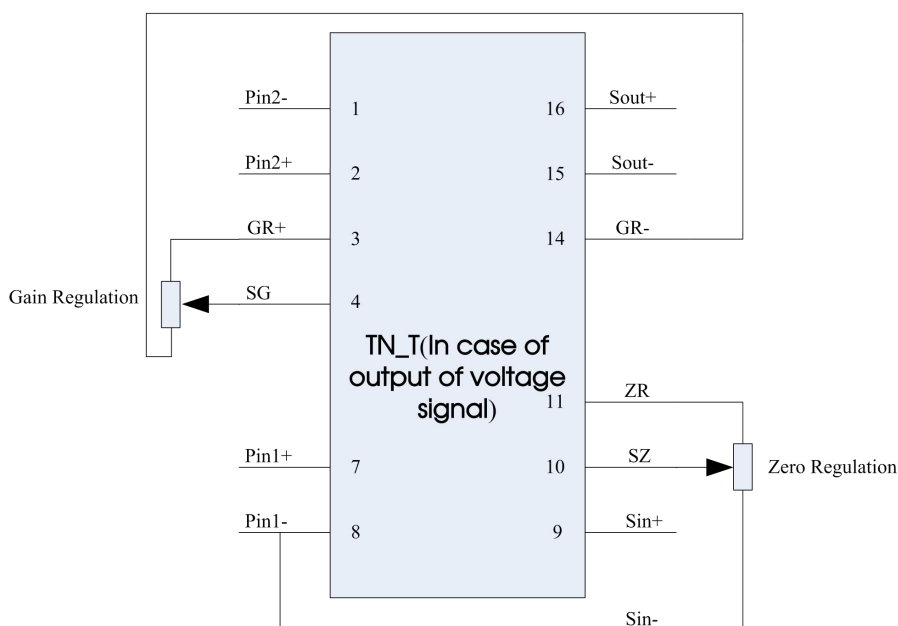 Pin2-
1
16
Sout+
Pin2+
2
15
Sout-
GR+
3
14
GR-
Gain Regulation
SG
4
TN_T(In case of
output of voltage
signal)
11
ZR
Pin1+
7
10
SZ
Zero Regulation
Pin1-
8
9
Sin+
Sin-